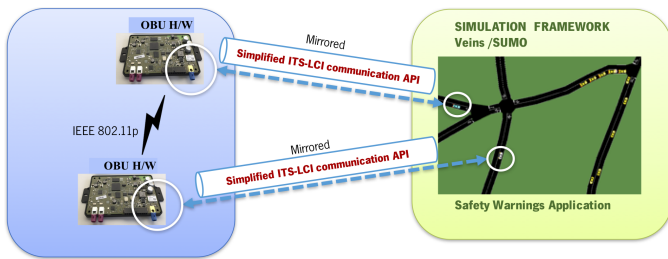 OBU H/W
Mirrored
Simplified ITS-LCI communication API
IEEE 802.11p
OBU H/W
Mirrored
Simplified ITS-LCI communication API
SIMULATION FRAMEWORK
Veins /SUMO
Safety Warnings Application